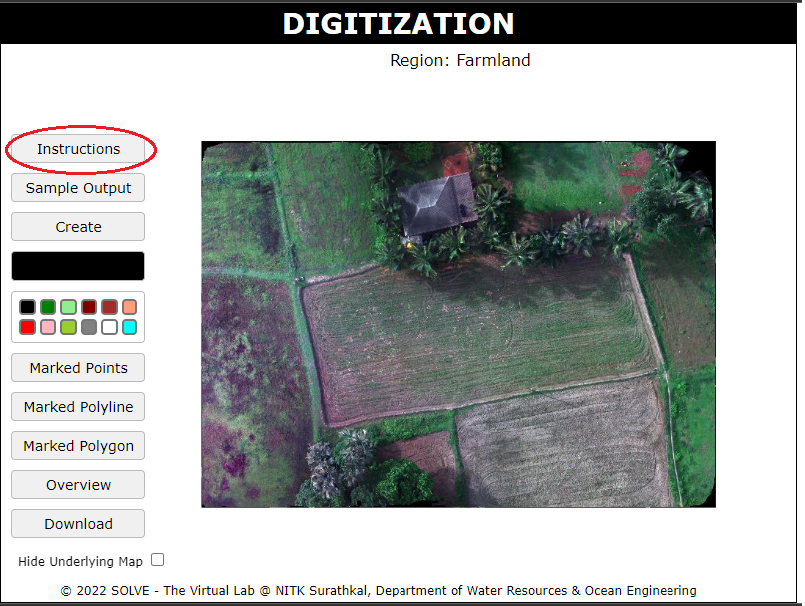 DIGITIZATION
Region: Farmland
Instructions
Sample Output
Create
Marked Points
Marked Polyline
Marked Polygon
Overview
Download
Hide Underlying Map
© 2022 SOLVE - The Virtual Lab @ NITK Surathkal, Department of Water Resources & Ocean Engineering